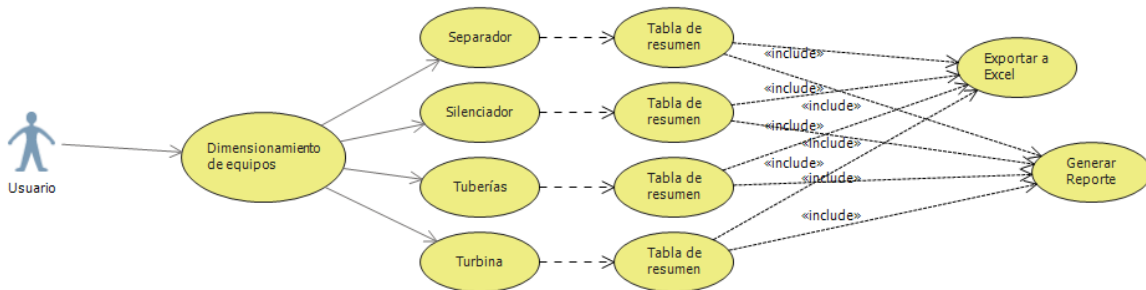 Separador
Tabla de
resumen
«include»
Exportar a
Excel
Silenciador
Tabla de
resumen
«include»
«include»
Usuario
Dimensionamiento
de equipos
«include»
«include»
Tuberías
Tabla de
resumen
«include»
Generar
Reporte
«include»
Turbina
Tabla de
resumen